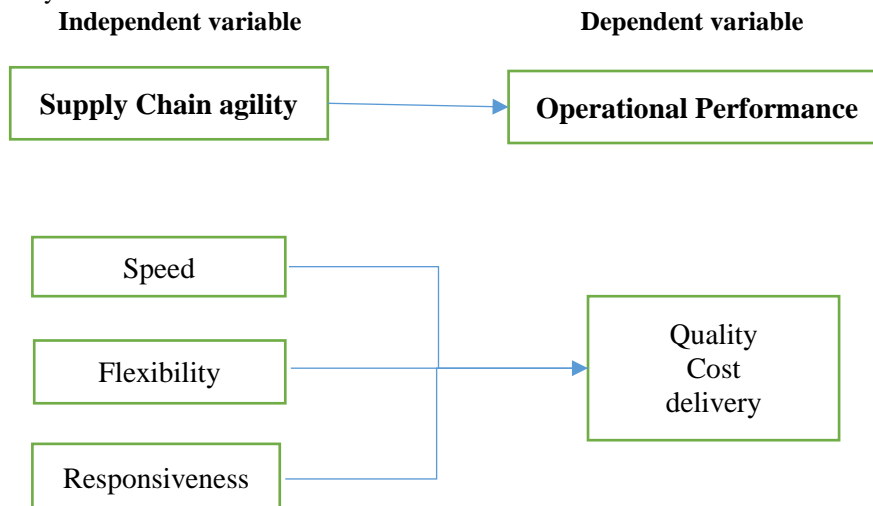 Independent variable
Dependent variable
Supply Chain agility
Operational Performance
Speed
Flexibility
Responsiveness
Quality
Cost
delivery